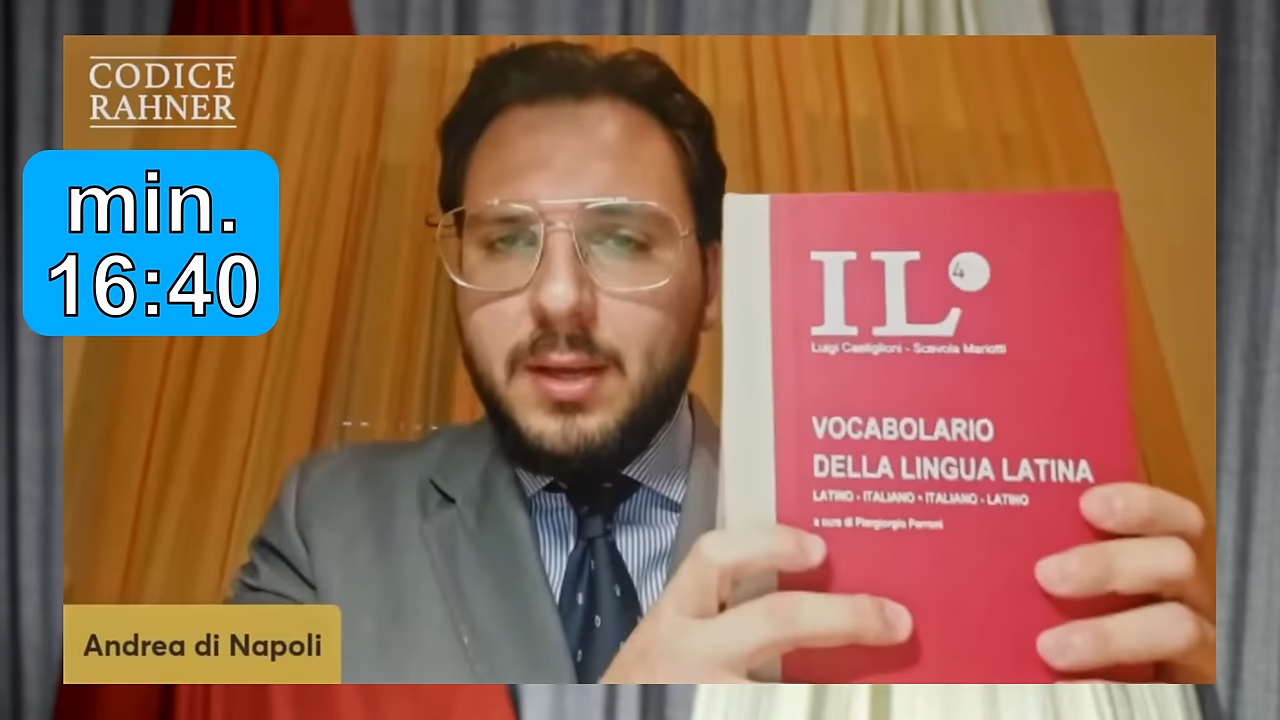 CODICE
RAHNER
min.
16:40
IL
4
Luigi Castiglioni - Scevola Mariotti
VOCABOLARIO
DELLA LINGUA LATINA
LATINO - ITALIANO • ITALIANO - LATINO
a cura di Piergiorgio Parroni
Andrea di Napoli